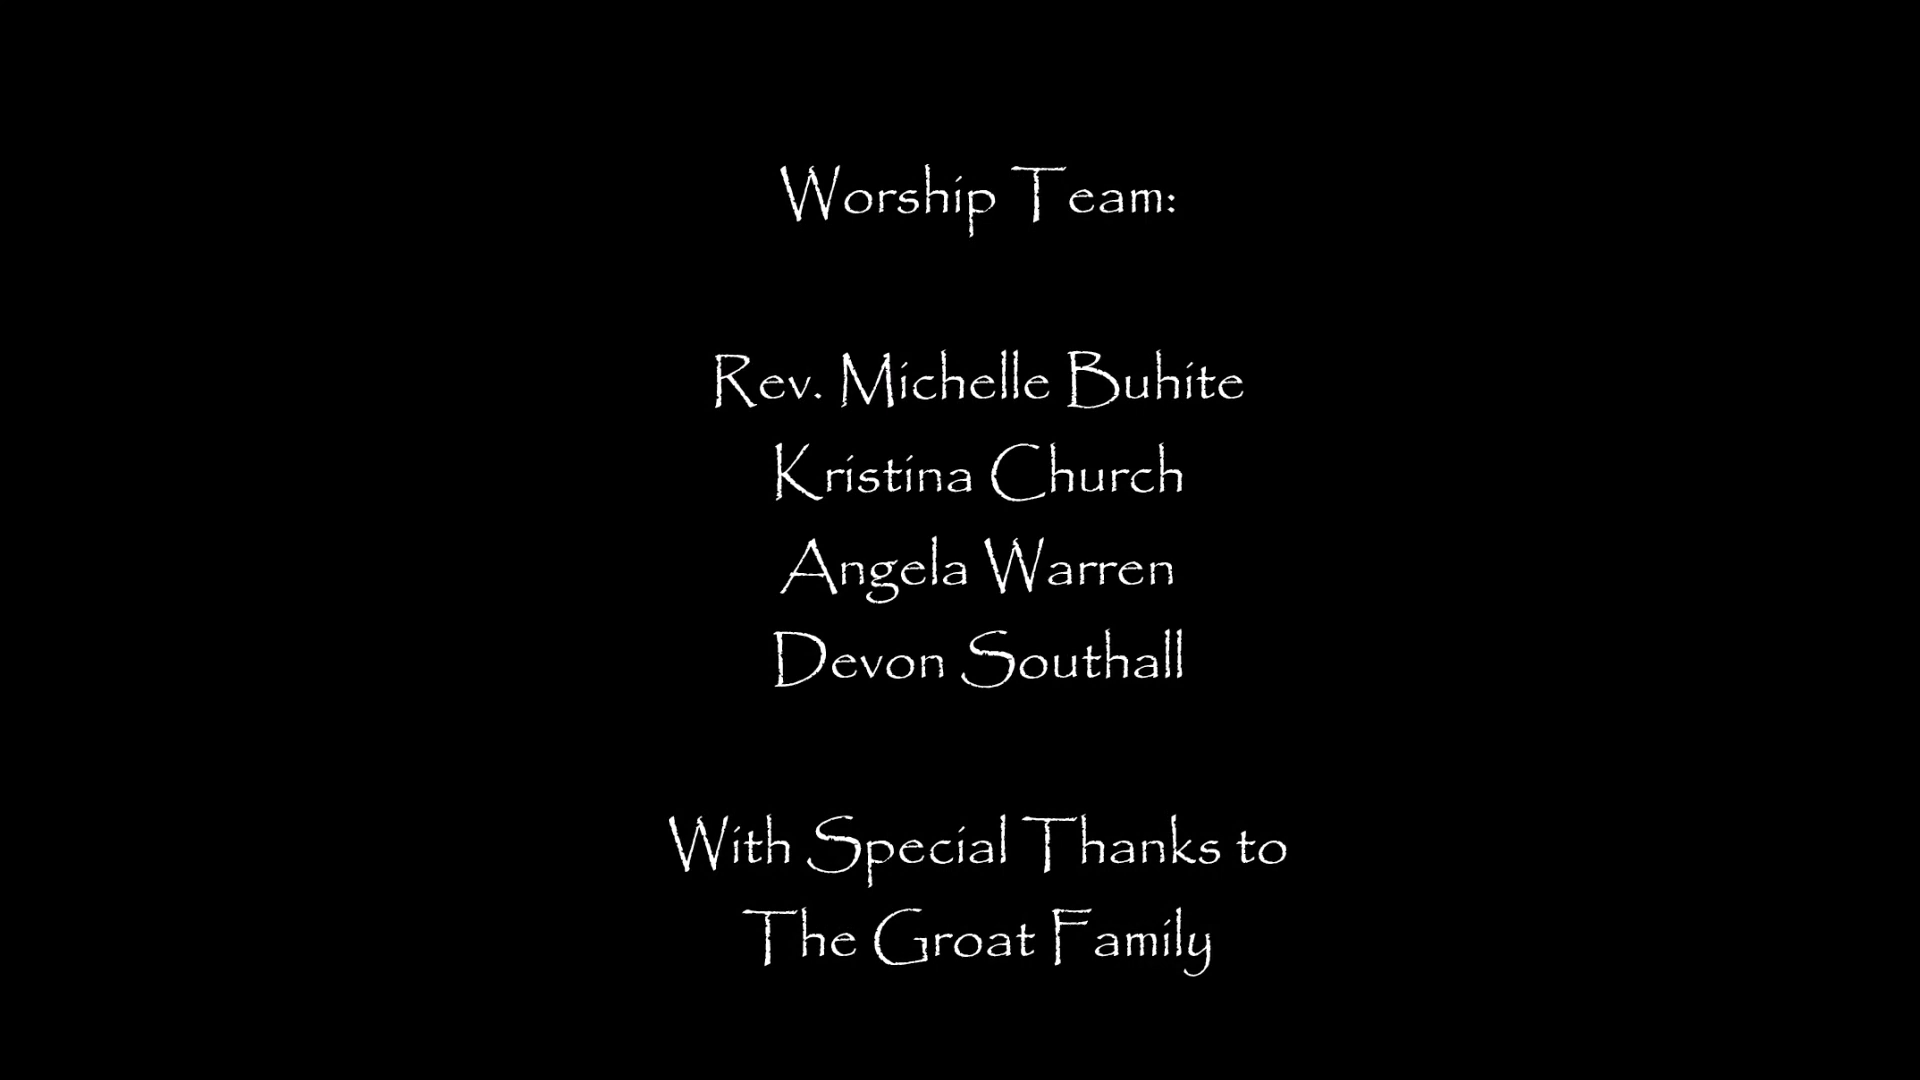 Worship Team:
Rev. Michelle Buhite
Kristina Church
Angela Warren
Devon Southall
With Special Thanks to
The Groat Family